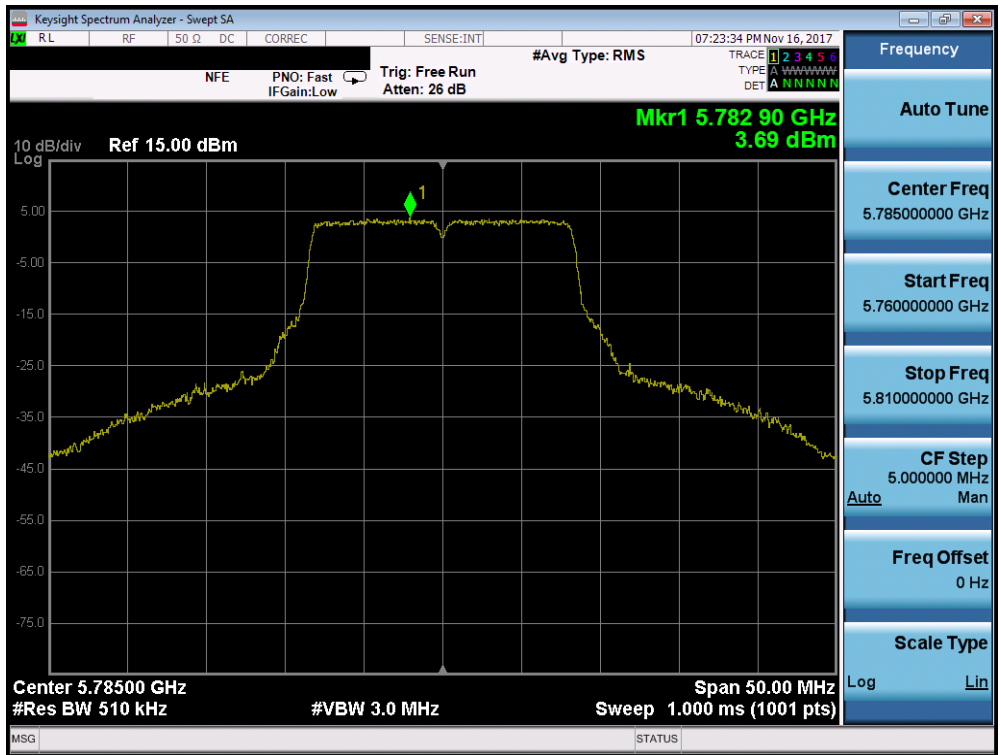 Keysight Spectrum Analyzer - Swept SA
LXI RL RF 50 Ω DC CORREC SENSE:INT 07:23:34 PM Nov 16, 2017
#Avg Type: RMS TRACE 1 2 3 4 5 6
NFE PNO: Fast Trig: Free Run TYPE A WWWWW
IFGain:Low Atten: 26 dB DET A N N N N N
Mkr1 5.782 90 GHz
3.69 dBm
10 dB/div Ref 15.00 dBm
Log
1
5.00
-5.00
-15.0
-25.0
-35.0
-45.0
-55.0
-65.0
-75.0
Center 5.78500 GHz Span 50.00 MHz
#Res BW 510 kHz #VBW 3.0 MHz Sweep 1.000 ms (1001 pts)
MSG STATUS
Frequency
Auto Tune
Center Freq
5.785000000 GHz
Start Freq
5.760000000 GHz
Stop Freq
5.810000000 GHz
CF Step
5.000000 MHz
Auto Man
Freq Offset
0 Hz
Scale Type
Log Lin